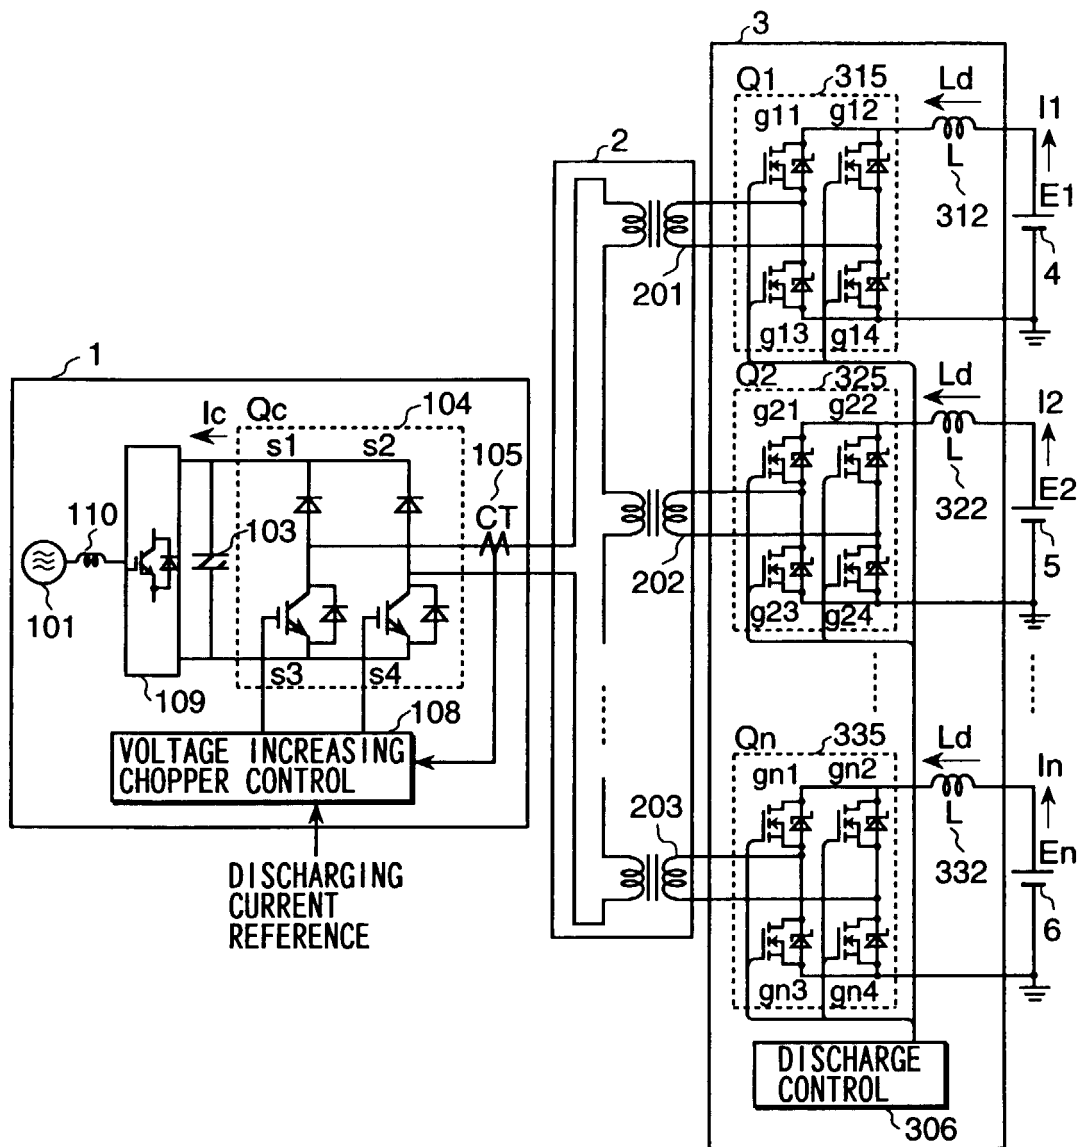 3
Q1
315
g11
g12
Ld
I1
L
312
E1
4
g13
g14
2
201
Q2
325
g21
g22
Ld
I2
L
322
E2
5
g23
g24
202
1
Ic
Qc
104
s1
s2
105
CT
110
103
101
109
s3
s4
108
VOLTAGE INCREASING
CHOPPER CONTROL
DISCHARGING
CURRENT
REFERENCE
Qn
335
gn1
gn2
Ld
In
L
332
En
6
gn3
gn4
203
DISCHARGE
CONTROL
306